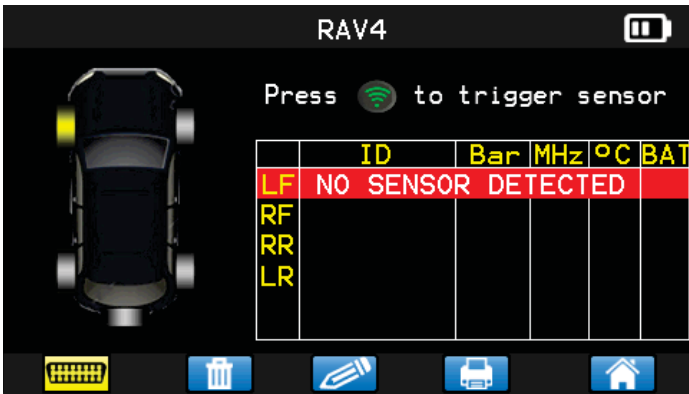 RAV4
Press to trigger sensor
ID Bar MHz °C BAT
LF NO SENSOR DETECTED
RF
RR
LR